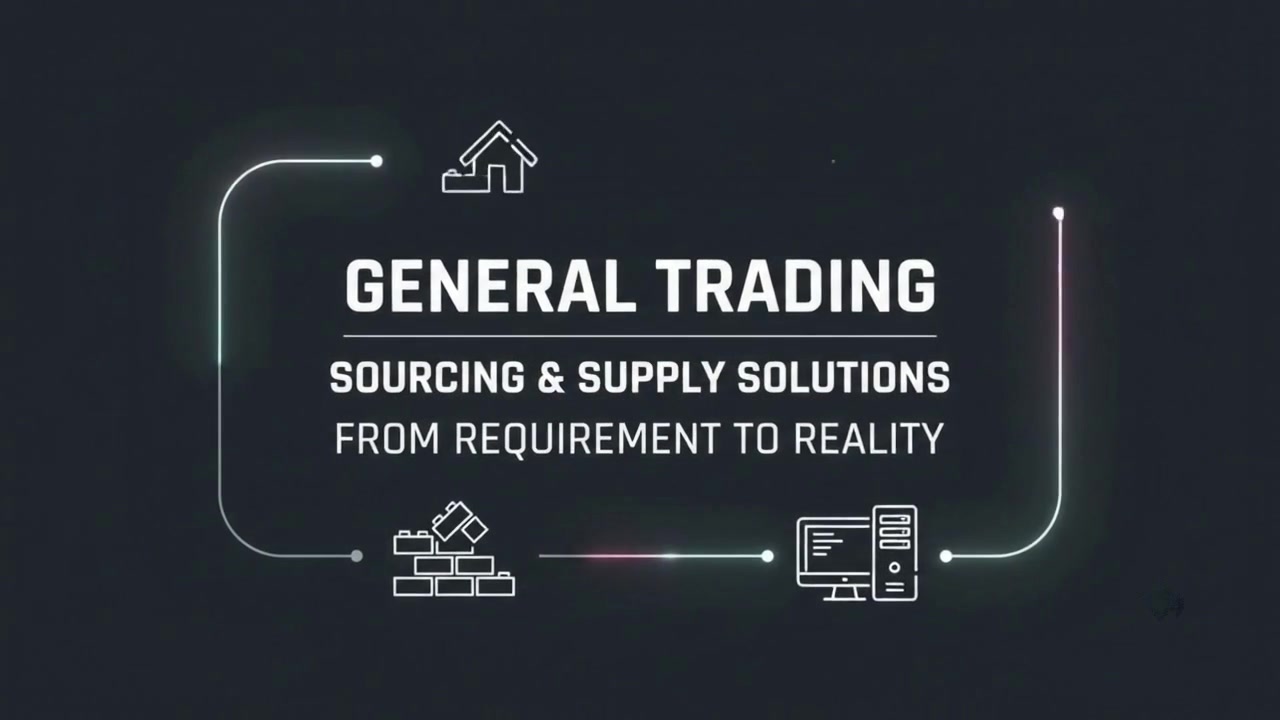 GENERAL TRADING
SOURCING & SUPPLY SOLUTIONS
FROM REQUIREMENT TO REALITY